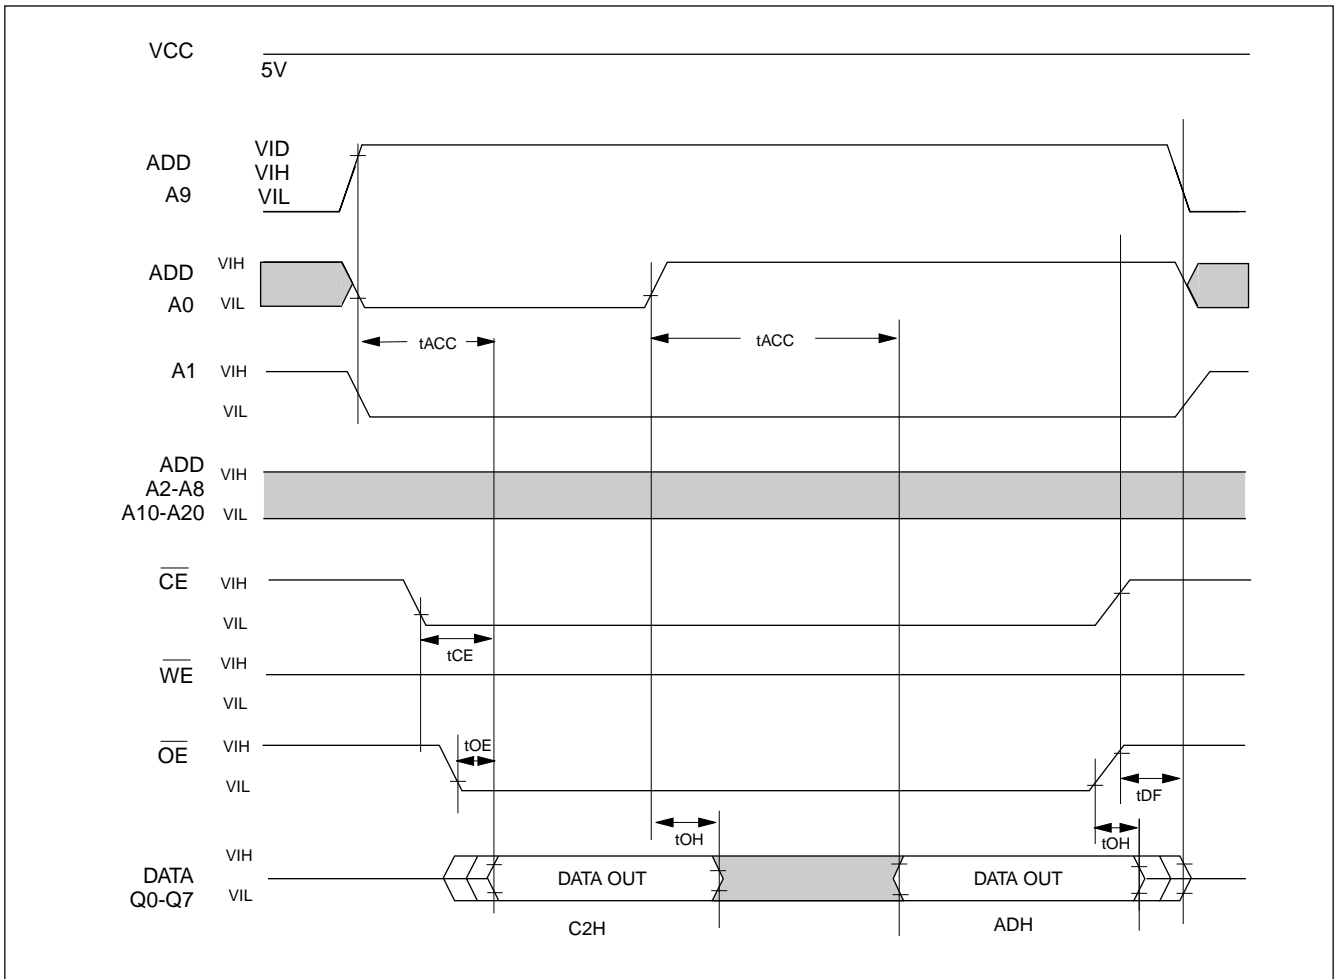 VCC
5V
ADD
A9
VID
VIH
VIL
ADD
A0
VIH
VIL
tACC
tACC
A1
VIH
VIL
ADD
A2-A8
A10-A20
VIH
VIL
CE
VIH
VIL
tCE
WE
VIH
VIL
OE
VIH
VIL
tOE
tDF
tOH
tOH
DATA
Q0-Q7
VIH
VIL
DATA OUT
DATA OUT
C2H
ADH